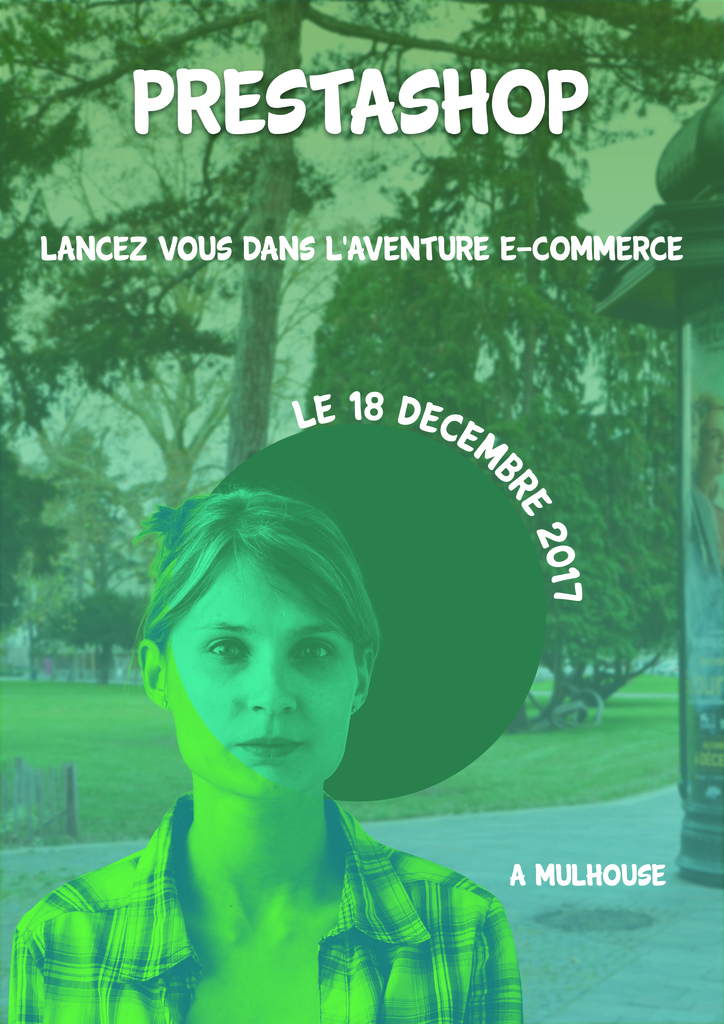 PRESTASHOP
LANCEZ VOUS DANS L'AVENTURE E-COMMERCE
LE 18 DECEMBRE 2017
A MULHOUSE